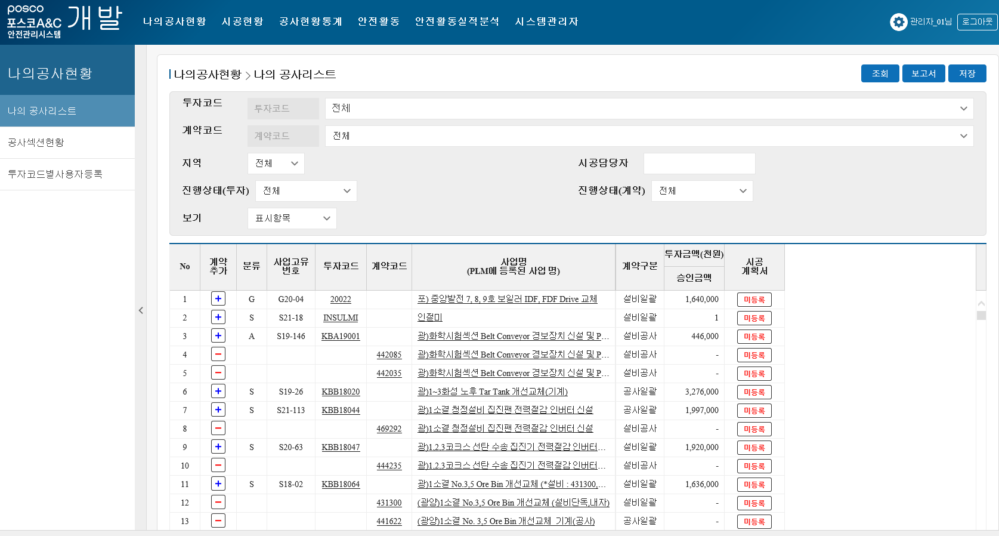 posco
포스코A&C
안전관리시스템
개발
나의공사현황 시공현황 공사현황통계 안전활동 안전활동실적분석 시스템관리자
관리자_01님 로그아웃
나의공사현황
나의 공사리스트
공사섹션현황
투자코드별사용자등록
나의공사현황 > 나의 공사리스트
조회 보고서 저장
투자코드 투자코드 전체
계약코드 계약코드 전체
지역 전체 시공담당자
진행상태(투자) 전체 진행상태(계약) 전체
보기 표시항목
No 계약추가 분류 사업고유번호 투자코드 계약코드 사업명 (PLM에 등록된 사업 명) 계약구분 투자금액(천원) 승인금액 시공계획서
1 + G G20-04 20022 포) 중앙발전 7, 8, 9호 보일러 IDF, FDF Drive 교체 설비일괄 1,640,000 미등록
2 + S S21-18 INSULMI 인절미 설비일괄 1 미등록
3 + A S19-146 KBA19001 광)화학시험섹션 Belt Conveyor 경보장치 신설 및 P... 설비공사 446,000 미등록
4 − 442085 광)화학시험섹션 Belt Conveyor 경보장치 신설 및 P... 설비공사 - 미등록
5 − 442035 광)화학시험섹션 Belt Conveyor 경보장치 신설 및 P... 설비공사 - 미등록
6 + S S19-26 KBB18020 광)1~3화성 노후 Tar Tank 개선교체(기계) 공사일괄 3,276,000 미등록
7 + S S21-113 KBB18044 광)1소결 청정설비 집진팬 전력절감 인버터 신설 공사일괄 1,997,000 미등록
8 − 469292 광)1소결 청정설비 집진팬 전력절감 인버터 신설 설비공사 - 미등록
9 + S S20-63 KBB18047 광)1,2,3코크스 선탄 수송 집진기 전력절감 인버터... 설비일괄 1,920,000 미등록
10 − 444235 광)1,2,3코크스 선탄 수송 집진기 전력절감 인버터... 설비공사 - 미등록
11 + S S18-02 KBB18064 광)1소결 No.3,5 Ore Bin 개선교체 (*설비 : 431300,... 설비일괄 1,636,000 미등록
12 − 431300 (광양)1소결 No.3,5 Ore Bin 개선교체 (설비단독,내자) 설비일괄 - 미등록
13 − 441622 (광양)1소결 No. 3,5 Ore Bin 개선교체_기계(공사) 공사일괄 - 미등록